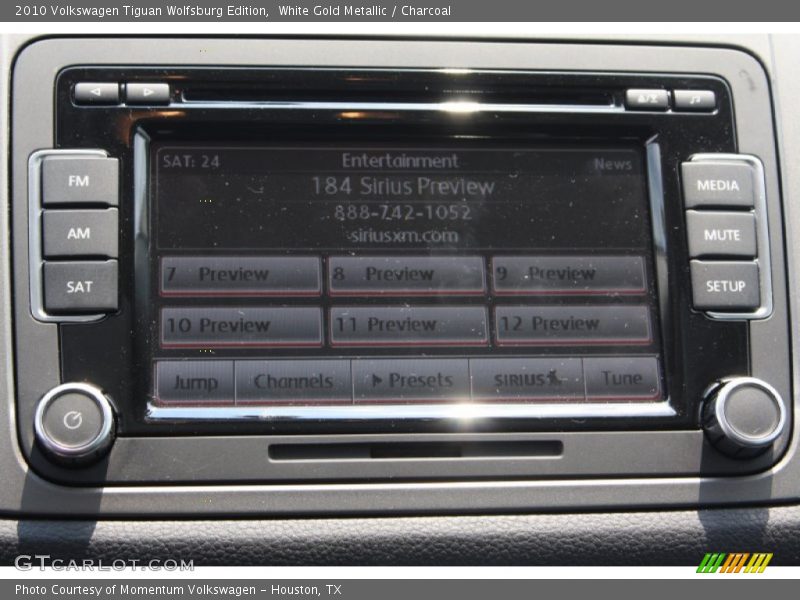 2010 Volkswagen Tiguan Wolfsburg Edition,  White Gold Metallic / Charcoal
FM
AM
SAT
SAT: 24
Entertainment
News
184 Sirius Preview
888-742-1052
siriusxm.com
7 Preview
8 Preview
9 Preview
10 Preview
11 Preview
12 Preview
Jump
Channels
Presets
SIRIUS
Tune
MEDIA
MUTE
SETUP
GTCARLOT.COM
Photo Courtesy of Momentum Volkswagen - Houston, TX